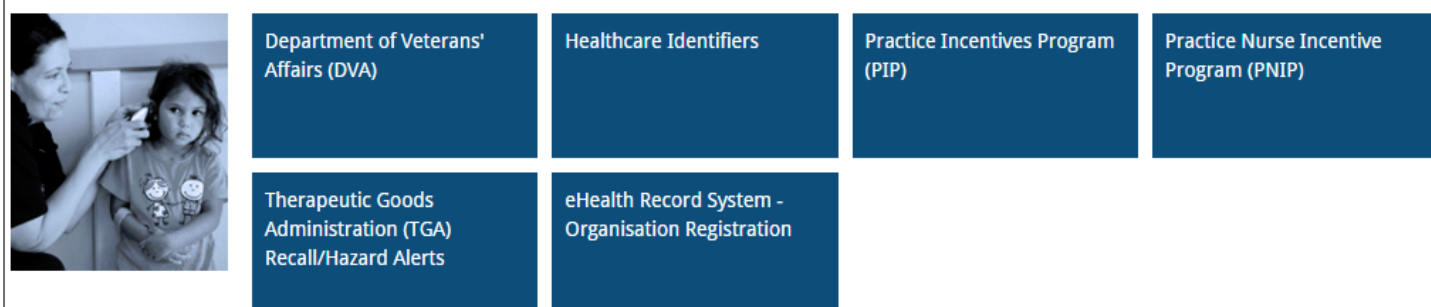 Department of Veterans'
Affairs (DVA)
Healthcare Identifiers
Practice Incentives Program
(PIP)
Practice Nurse Incentive
Program (PNIP)
Therapeutic Goods
Administration (TGA)
Recall/Hazard Alerts
eHealth Record System -
Organisation Registration